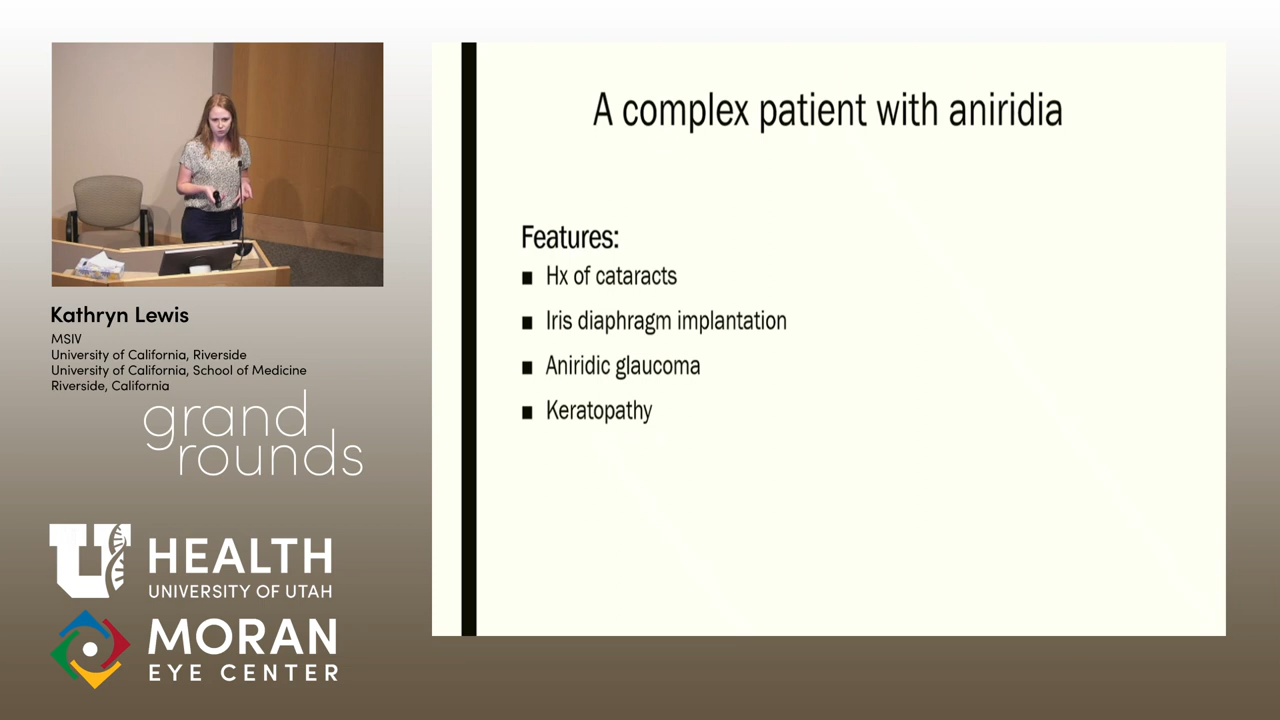 A complex patient with aniridia
Features:
■ Hx of cataracts
■ Iris diaphragm implantation
■ Aniridic glaucoma
■ Keratopathy
Kathryn Lewis
MSIV
University of California, Riverside
University of California, School of Medicine
Riverside, California
grand
rounds
U HEALTH
UNIVERSITY OF UTAH
MORAN
EYE CENTER